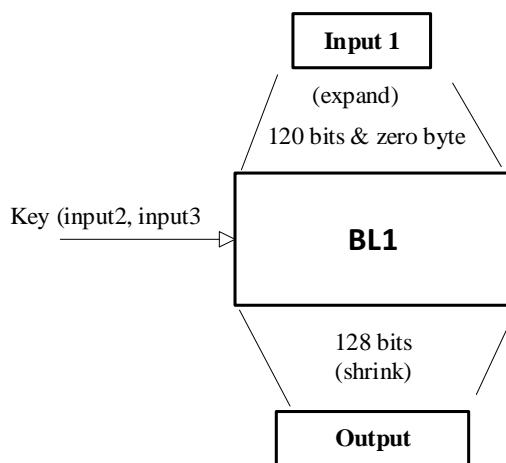 Input 1
(expand)
120 bits & zero byte
Key (input2, input3
BL1
128 bits
(shrink)
Output